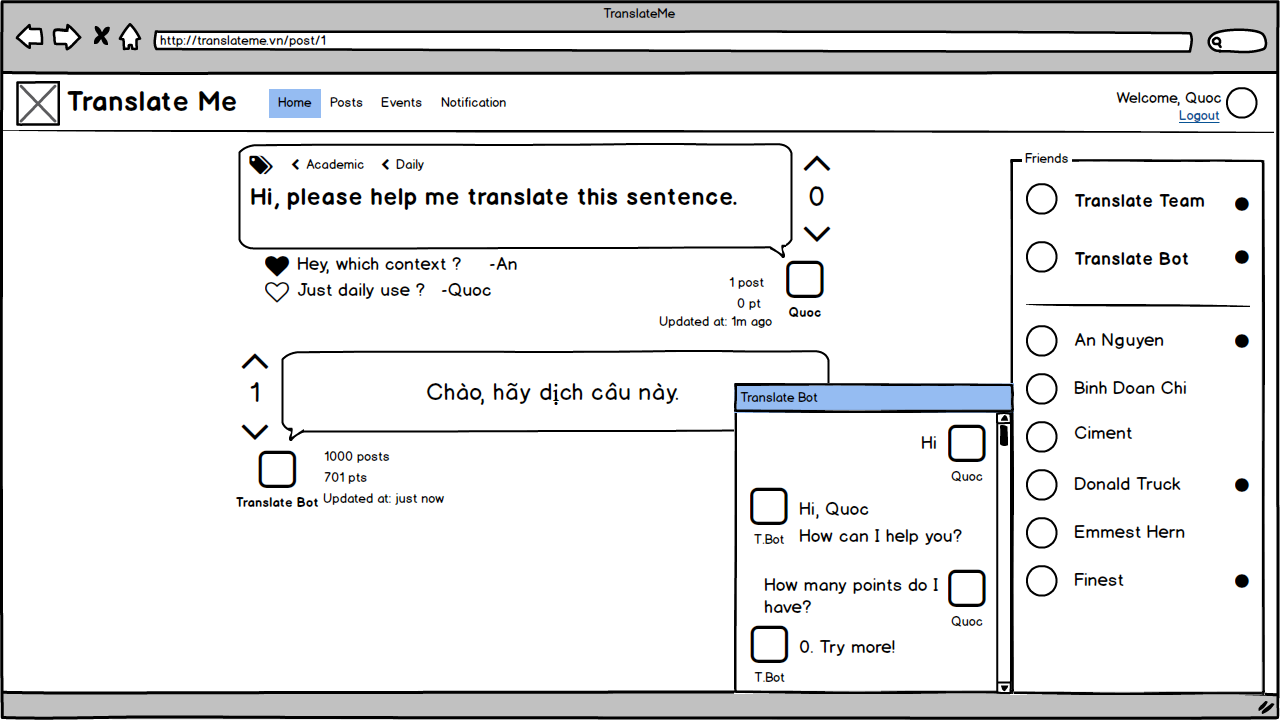 TranslateMe
http://translateme.vn/post/1
Translate Me
Home Posts Events Notification
Welcome, Quoc
Logout
Academic Daily
Hi, please help me translate this sentence.
0
Hey, which context ? -An
Just daily use ? -Quoc
1 post
0 pt
Updated at: 1m ago
Quoc
1
Chào, hãy dịch câu này.
1000 posts
701 pts
Updated at: just now
Translate Bot
Translate Bot
Hi
Quoc
Hi, Quoc
How can I help you?
T.Bot
How many points do I
have?
Quoc
0. Try more!
T.Bot
Friends
Translate Team
Translate Bot
An Nguyen
Binh Doan Chi
Ciment
Donald Truck
Emmest Hern
Finest